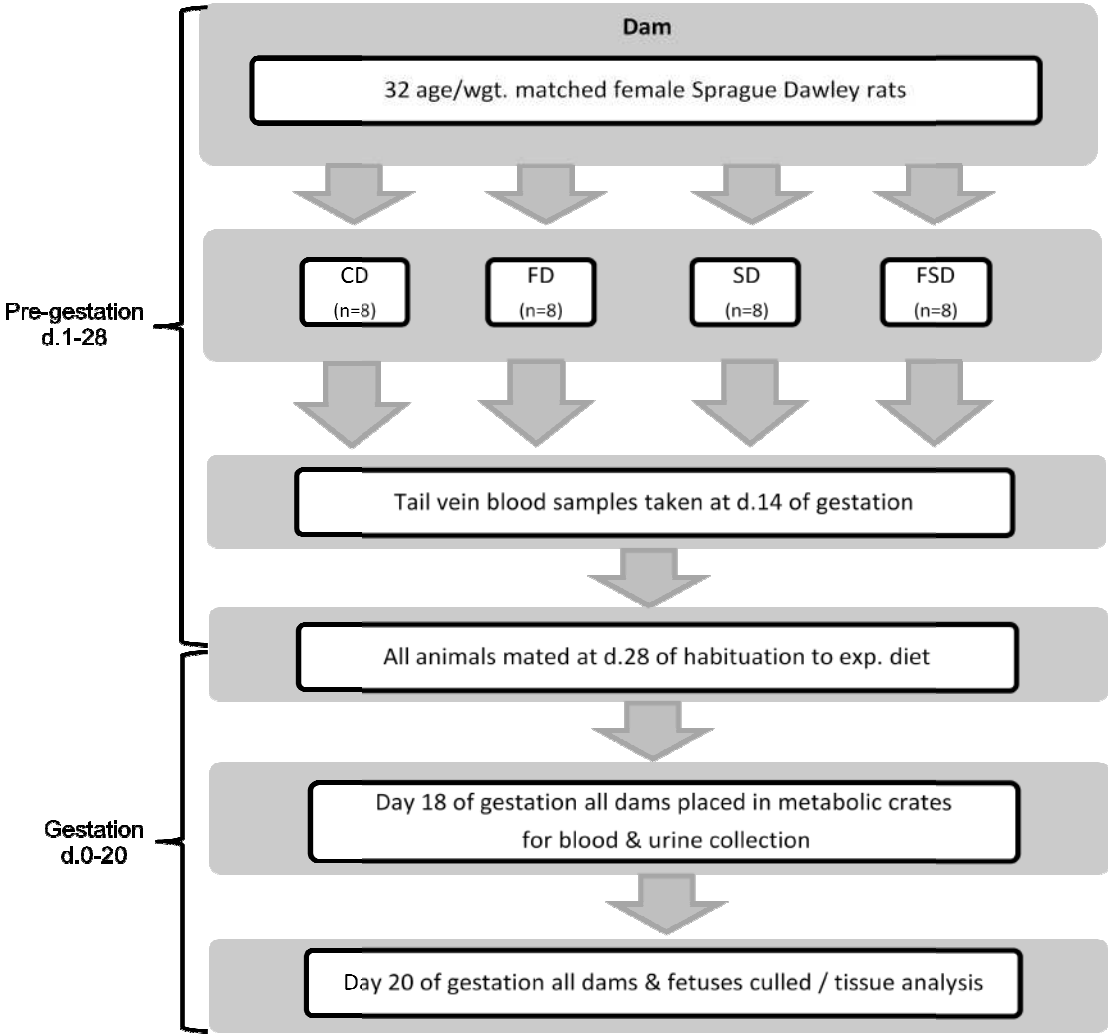 Dam
32 age/wgt. matched female Sprague Dawley rats
CD
(n=8)
FD
(n=8)
SD
(n=8)
FSD
(n=8)
Pre-gestation
d.1-28
Tail vein blood samples taken at d.14 of gestation
All animals mated at d.28 of habituation to exp. diet
Day 18 of gestation all dams placed in metabolic crates
for blood & urine collection
Gestation
d.0-20
Day 20 of gestation all dams & fetuses culled / tissue analysis